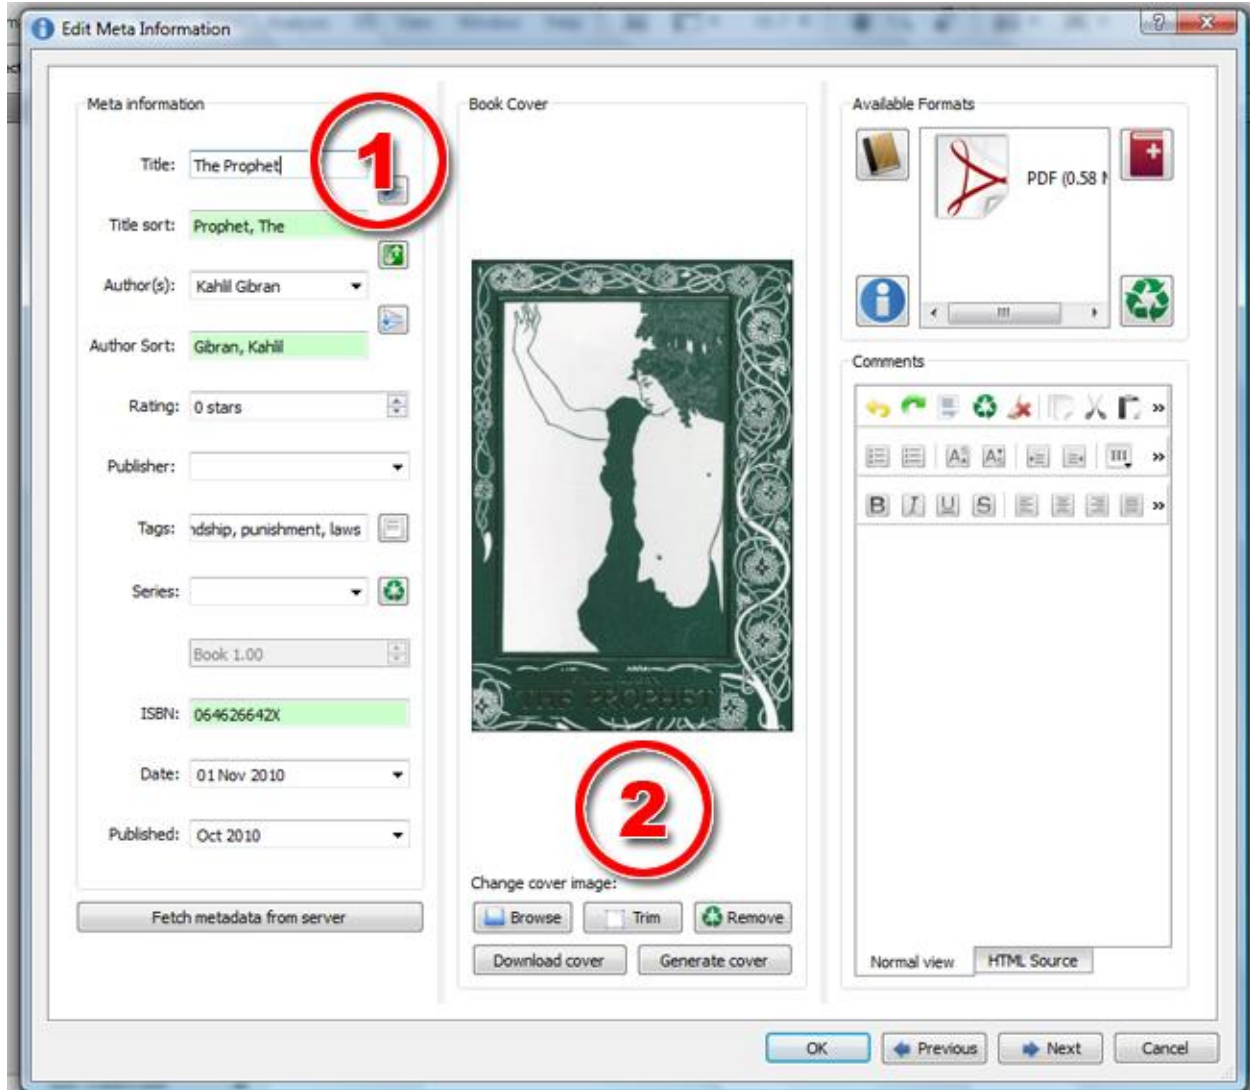 Edit Meta Information
Meta information
1
Title: The Prophet
Title sort: Prophet, The
Author(s): Kahlil Gibran
Author Sort: Gibran, Kahlil
Rating: 0 stars
Publisher:
Tags: ndship, punishment, laws
Series:
Book 1.00
ISBN: 064626642X
Date: 01 Nov 2010
Published: Oct 2010
Fetch metadata from server
Book Cover
THE PROPHET
2
Change cover image:
Browse Trim Remove
Download cover Generate cover
Available Formats
PDF (0.58 M
Comments
B I U S
Normal view HTML Source
OK Previous Next Cancel